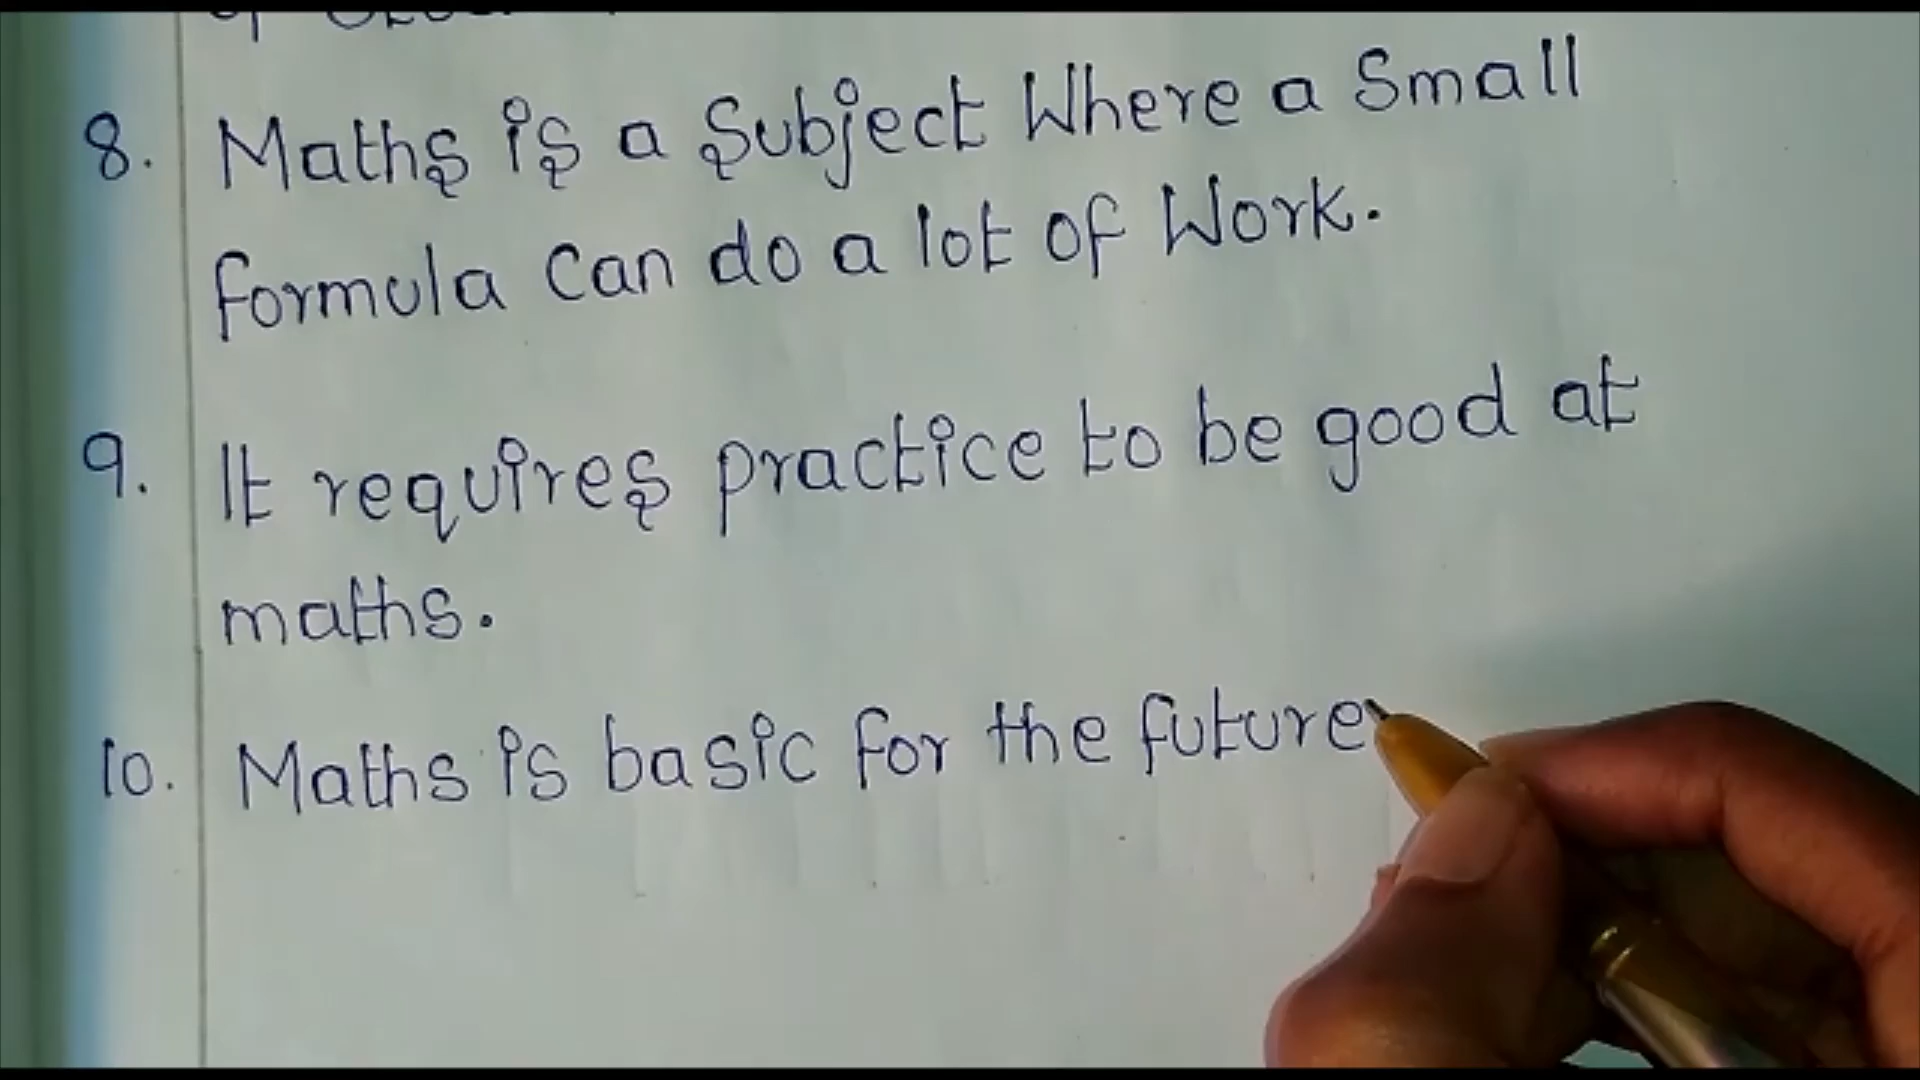 8. Maths is a Subject Where a Small
formula Can do a lot of Work.
9. It requires practice to be good at
maths.
10. Maths is basic for the future